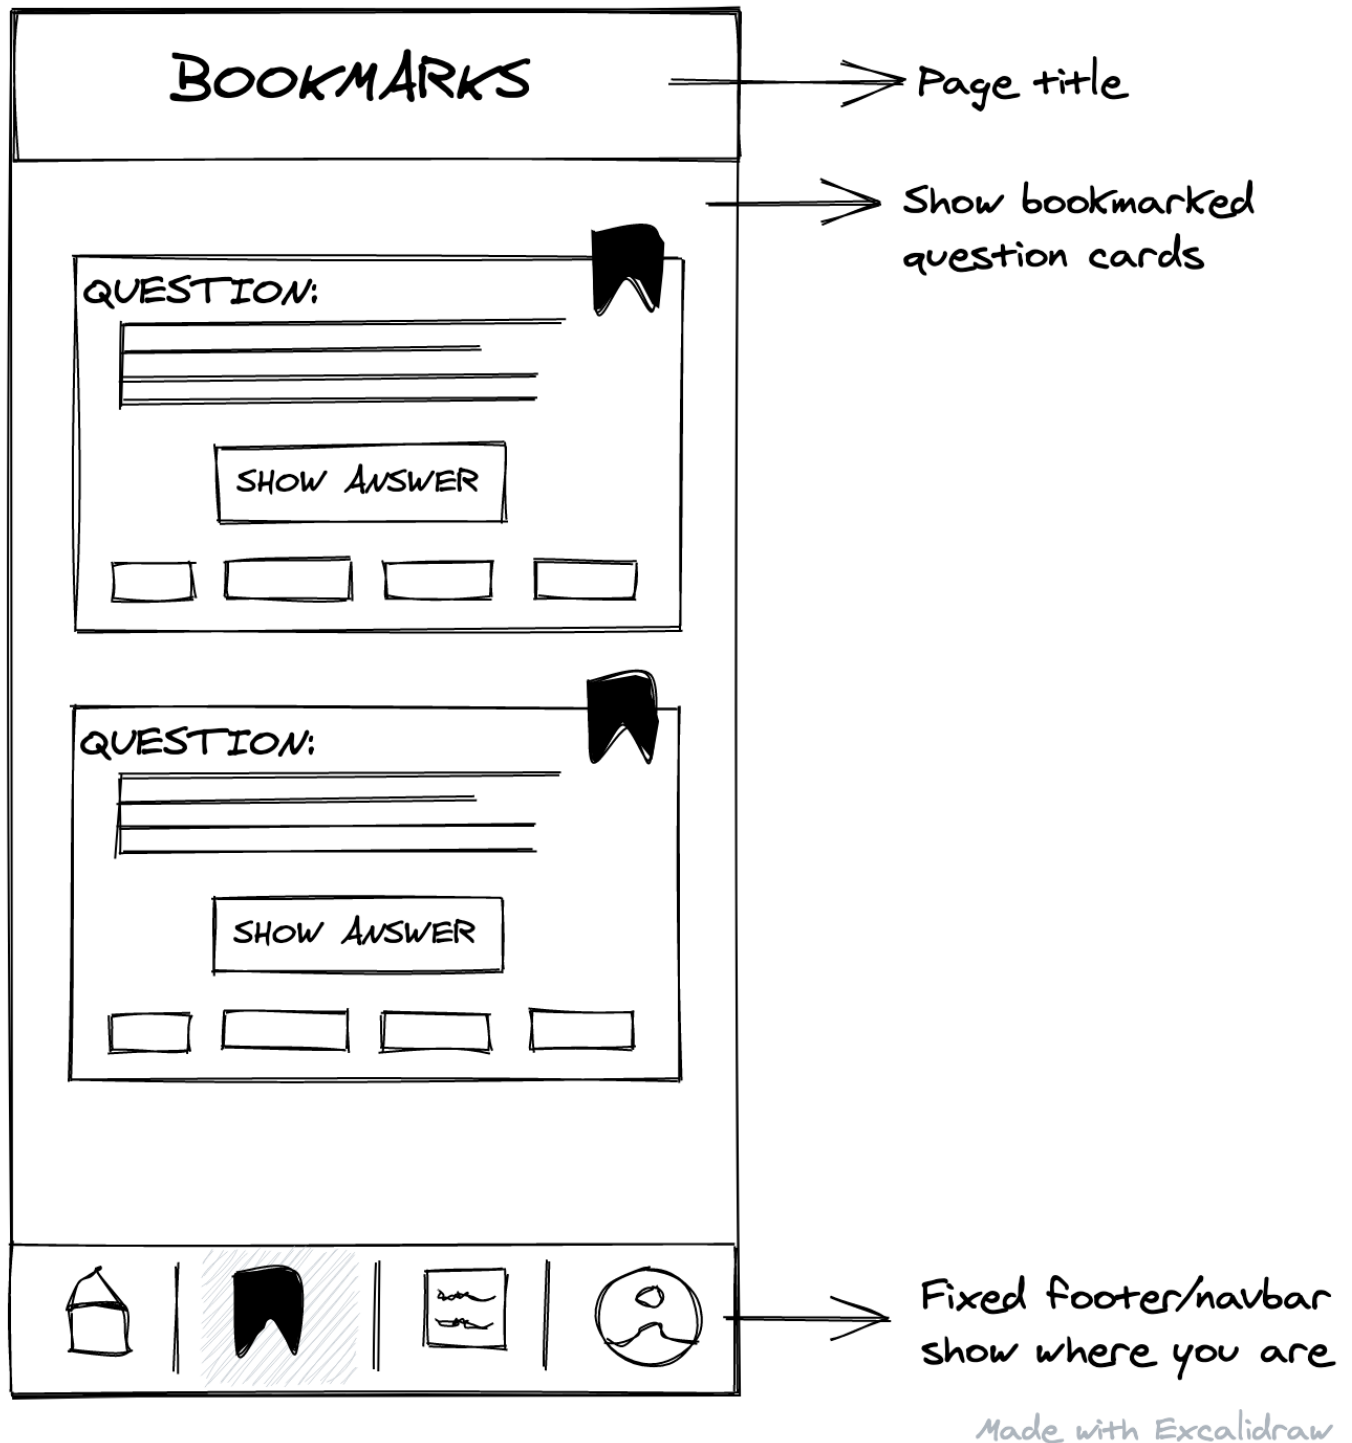 BOOKMARKS
Page title
Show bookmarked
question cards
QUESTION:
SHOW ANSWER
QUESTION:
SHOW ANSWER
Fixed footer/navbar
show where you are
Made with Excalidraw